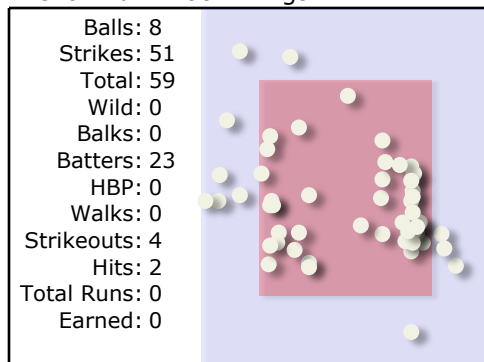 Balls: 8
Strikes: 51
Total: 59
Wild: 0
Balks: 0
Batters: 23
HBP: 0
Walks: 0
Strikeouts: 4
Hits: 2
Total Runs: 0
Earned: 0